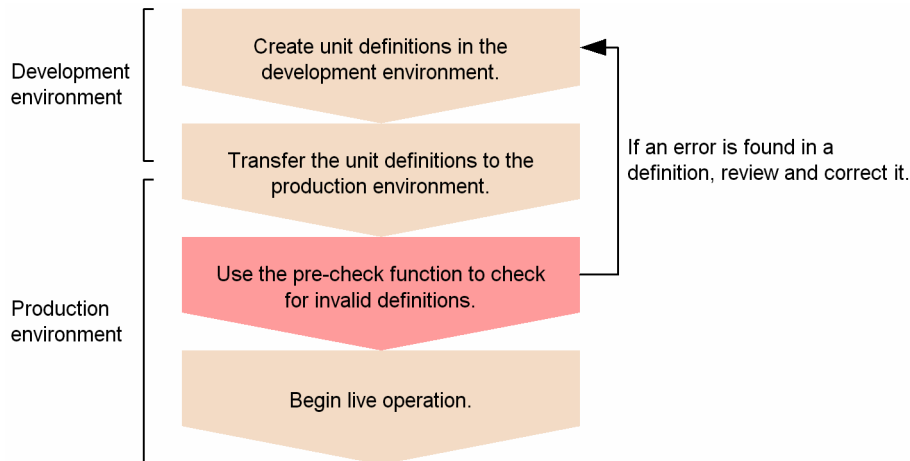 Development
environment
Create unit definitions in the
development environment.
Transfer the unit definitions to the
production environment.
If an error is found in a
definition, review and correct it.
Production
environment
Use the pre-check function to check
for invalid definitions.
Begin live operation.